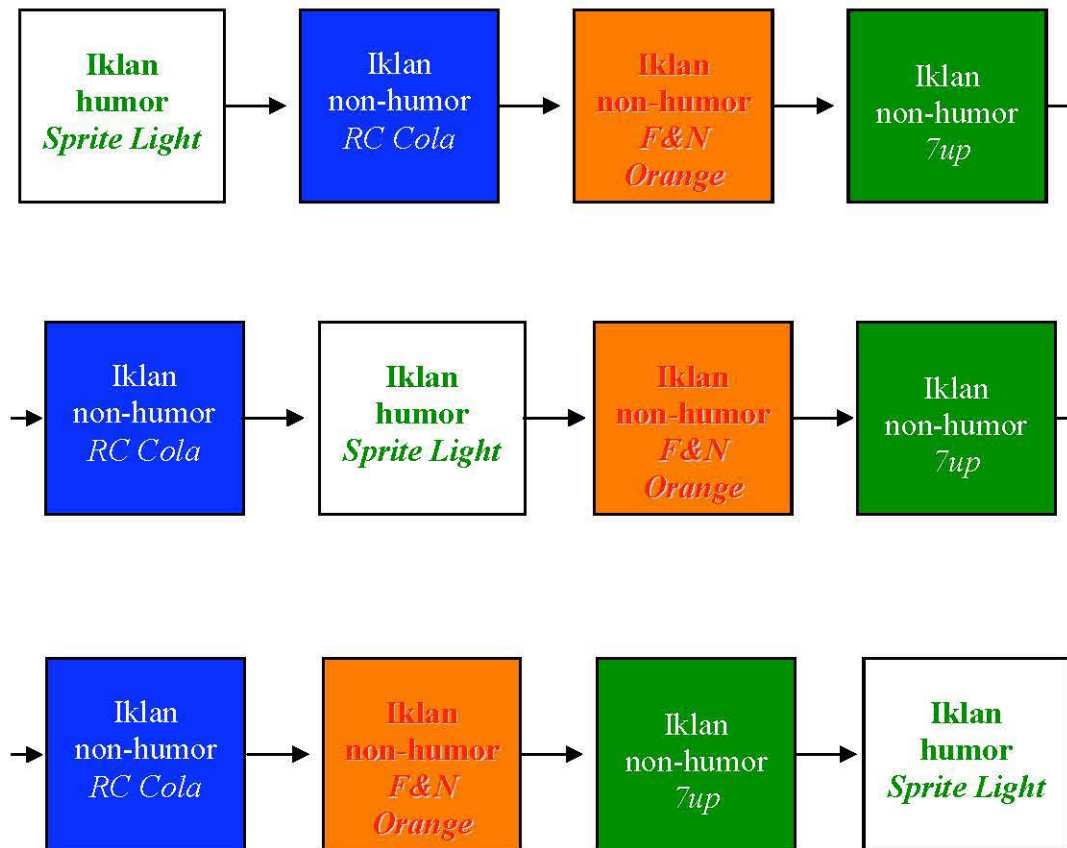 Iklan
humor
Sprite Light
Iklan
non-humor
RC Cola
Iklan
non-humor
F&N
Orange
Iklan
non-humor
7up
Iklan
non-humor
RC Cola
Iklan
humor
Sprite Light
Iklan
non-humor
F&N
Orange
Iklan
non-humor
7up
Iklan
non-humor
RC Cola
Iklan
non-humor
F&N
Orange
Iklan
non-humor
7up
Iklan
humor
Sprite Light